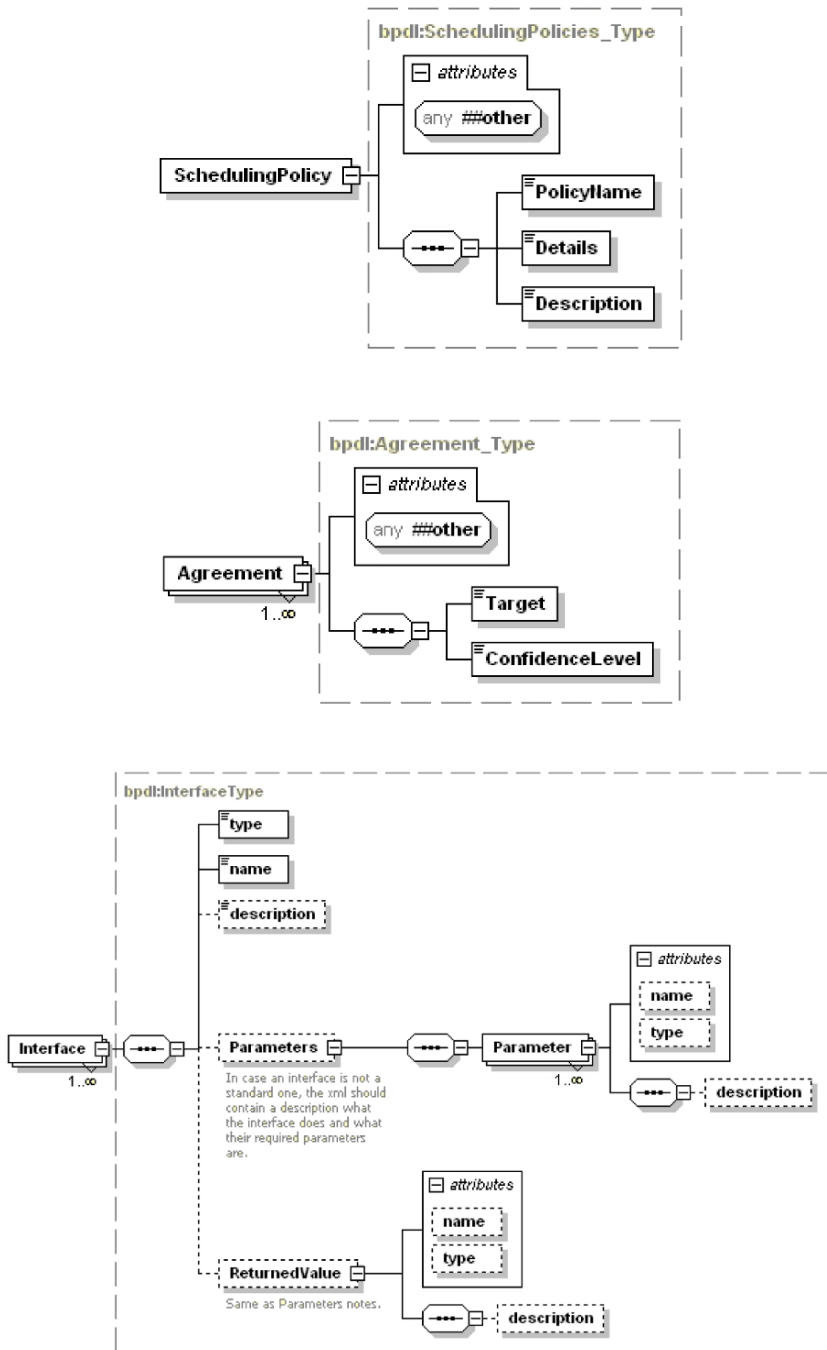 bpdl:SchedulingPolicies_Type
attributes
any ##other
SchedulingPolicy
PolicyName
Details
Description
bpdl:Agreement_Type
attributes
any ##other
Agreement
1..∞
Target
ConfidenceLevel
bpdl:InterfaceType
type
name
description
attributes
name
type
Interface
1..∞
Parameters
Parameter
1..∞
description
In case an interface is not a
standard one, the xml should
contain a description what
the interface does and what
their required parameters
are.
attributes
name
type
ReturnedValue
Same as Parameters notes.
description